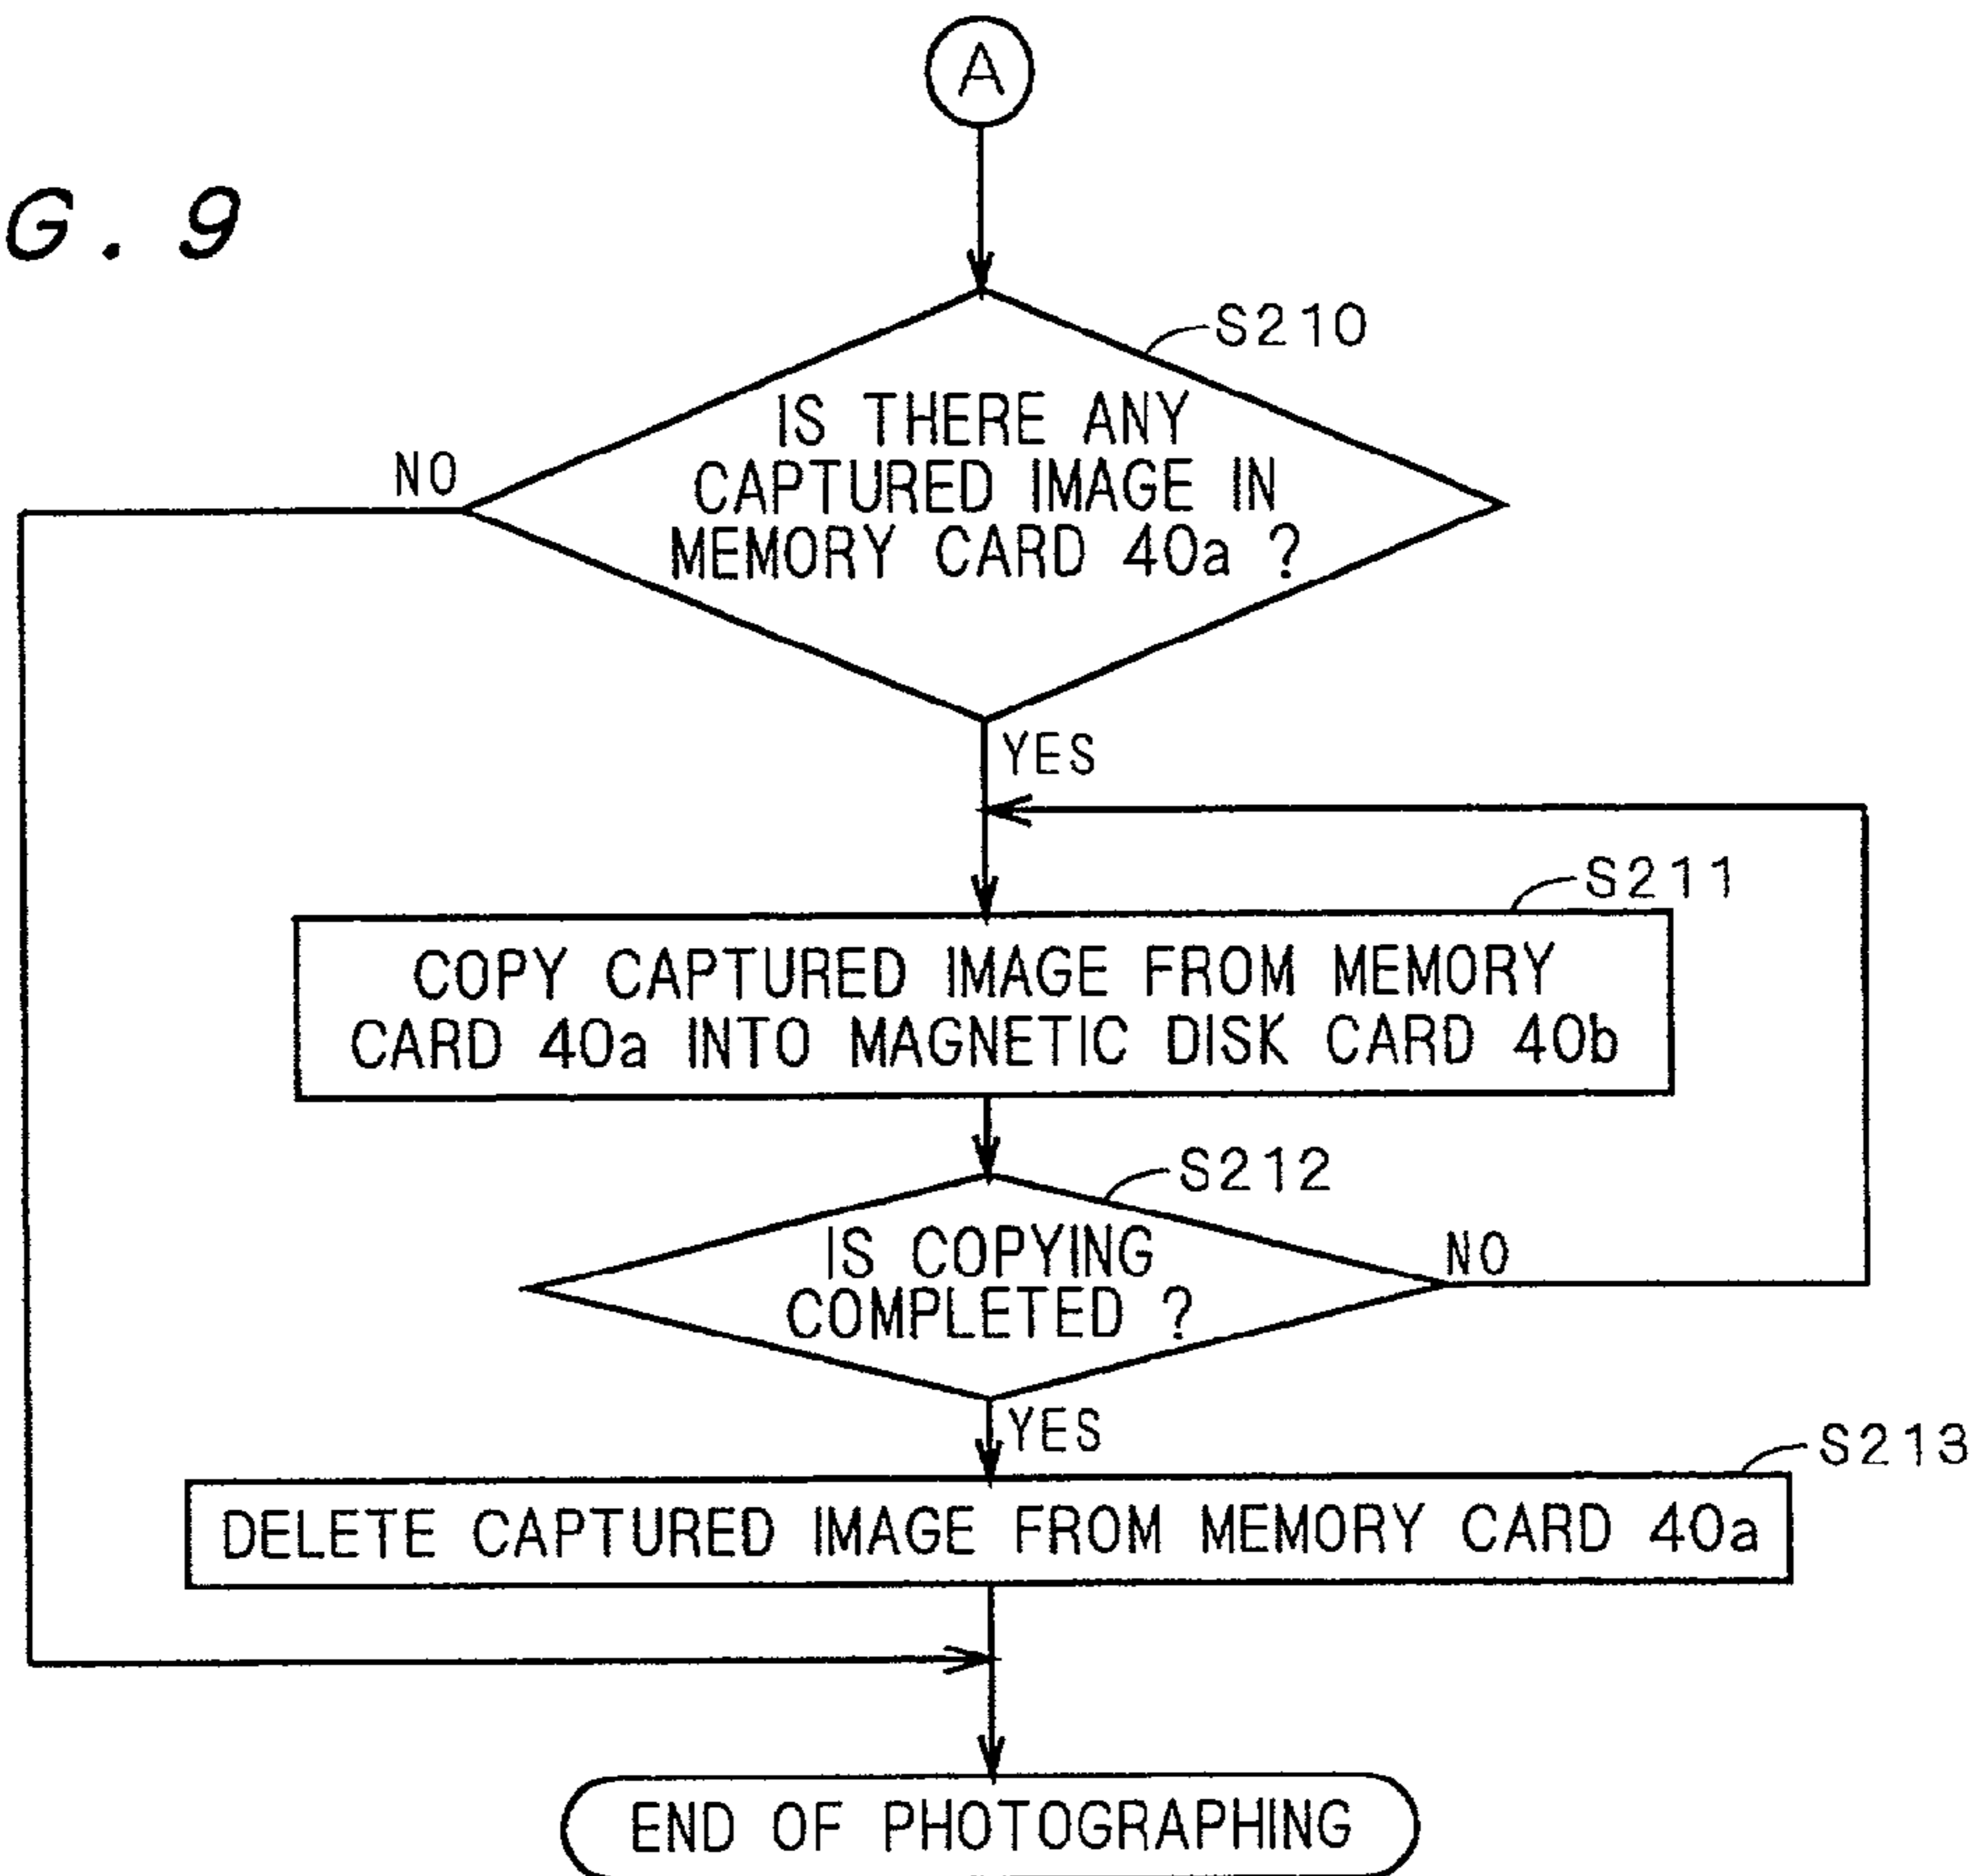 A
G. 9
S210
IS THERE ANY
CAPTURED IMAGE IN
MEMORY CARD 40a ?
NO
YES
S211
COPY CAPTURED IMAGE FROM MEMORY
CARD 40a INTO MAGNETIC DISK CARD 40b
S212
IS COPYING
COMPLETED ?
NO
YES
S213
DELETE CAPTURED IMAGE FROM MEMORY CARD 40a
END OF PHOTOGRAPHING